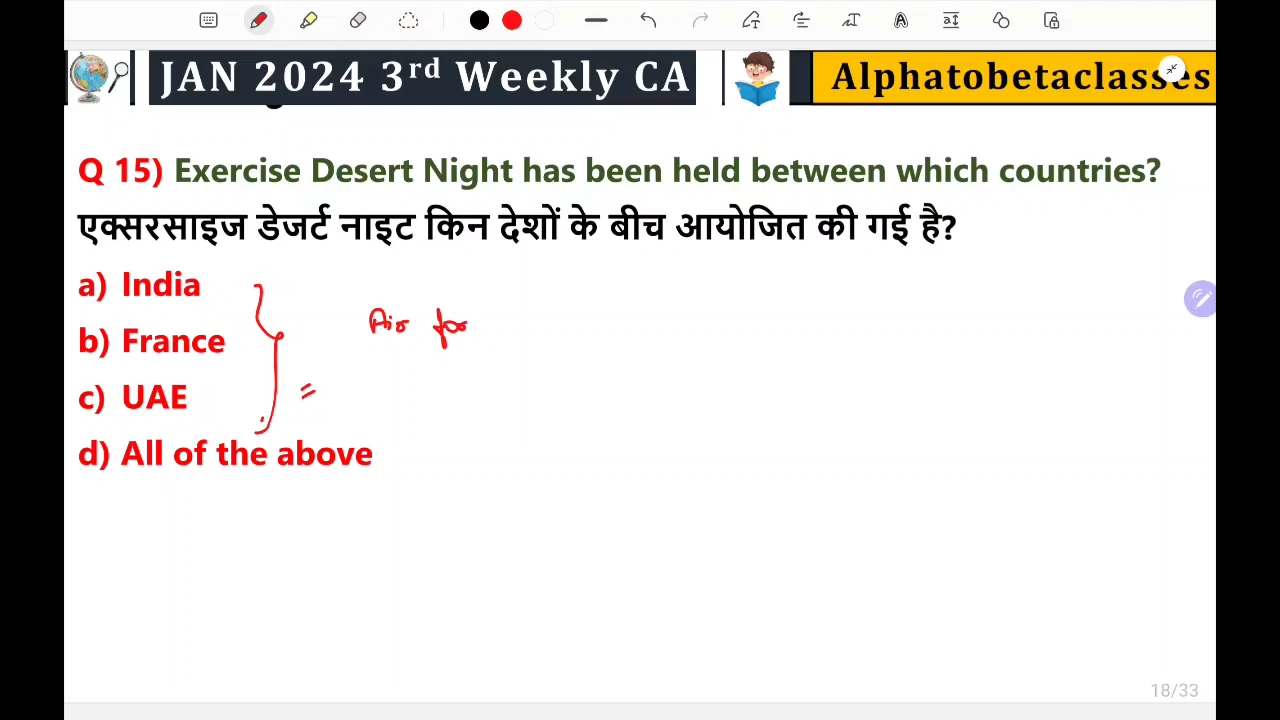 JAN 2024 3rd Weekly CA
Alphatobetaclasses
Q 15) Exercise Desert Night has been held between which countries?
एक्सरसाइज डेजर्ट नाइट किन देशों के बीच आयोजित की गई है?
a) India
b) France
c) UAE
d) All of the above
Air for
18/33